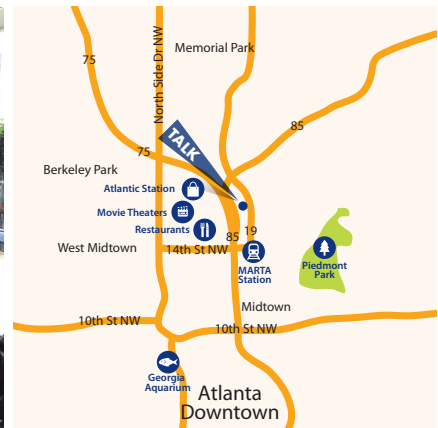 Memorial Park
North Side Dr NW
75
85
TALK
75
Berkeley Park
Atlantic Station
Movie Theaters
Restaurants
19
85
West Midtown
14th St NW
MARTA
Station
Piedmont
Park
Midtown
10th St NW
10th St NW
Georgia
Aquarium
Atlanta
Downtown